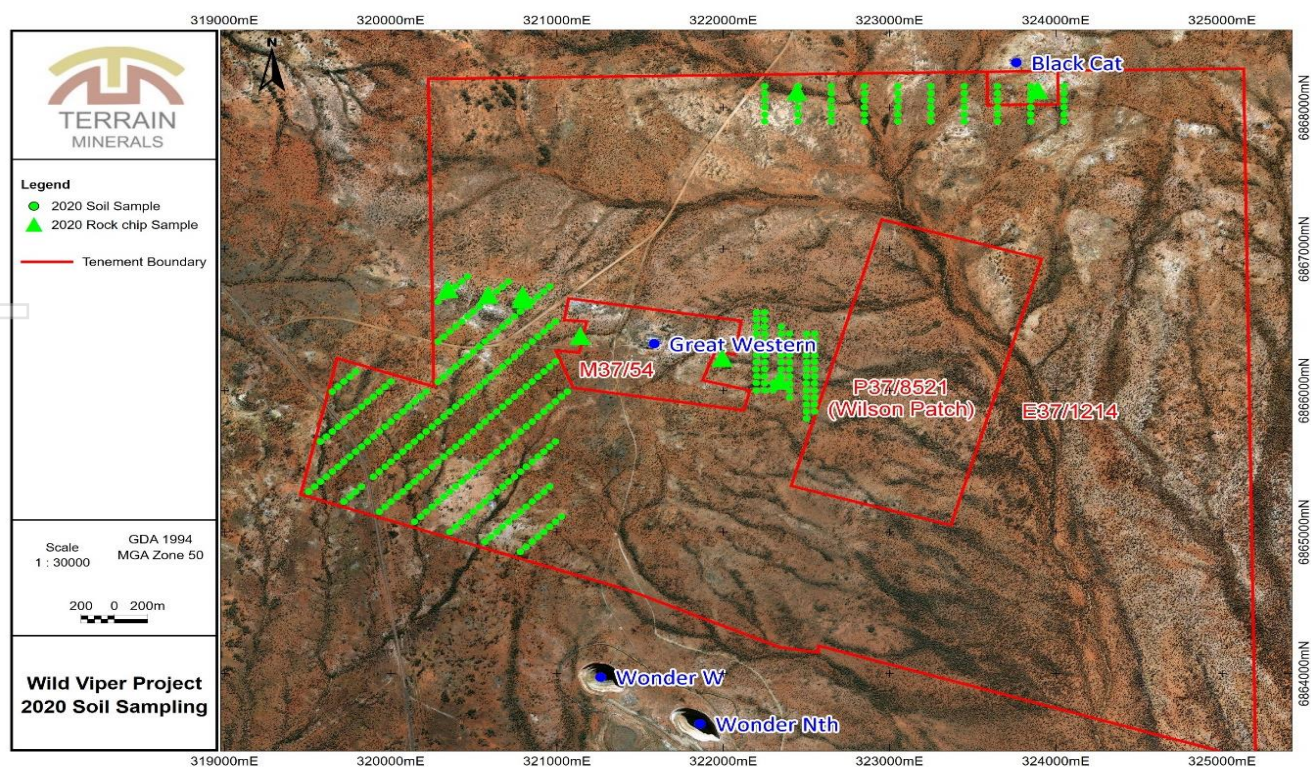 319000mE
320000mE
321000mE
322000mE
323000mE
324000mE
325000mE
TERRAIN
MINERALS
Legend
2020 Soil Sample
2020 Rock chip Sample
Tenement Boundary
Scale
1 : 30000
GDA 1994
MGA Zone 50
200 0 200m
Wild Viper Project
2020 Soil Sampling
N
Black Cat
Great Western
M37/54
P37/8521
(Wilson Patch)
E37/1214
Wonder W
Wonder Nth
6868000mN
6867000mN
6866000mN
6865000mN
6864000mN
319000mE
320000mE
321000mE
322000mE
323000mE
324000mE
325000mE